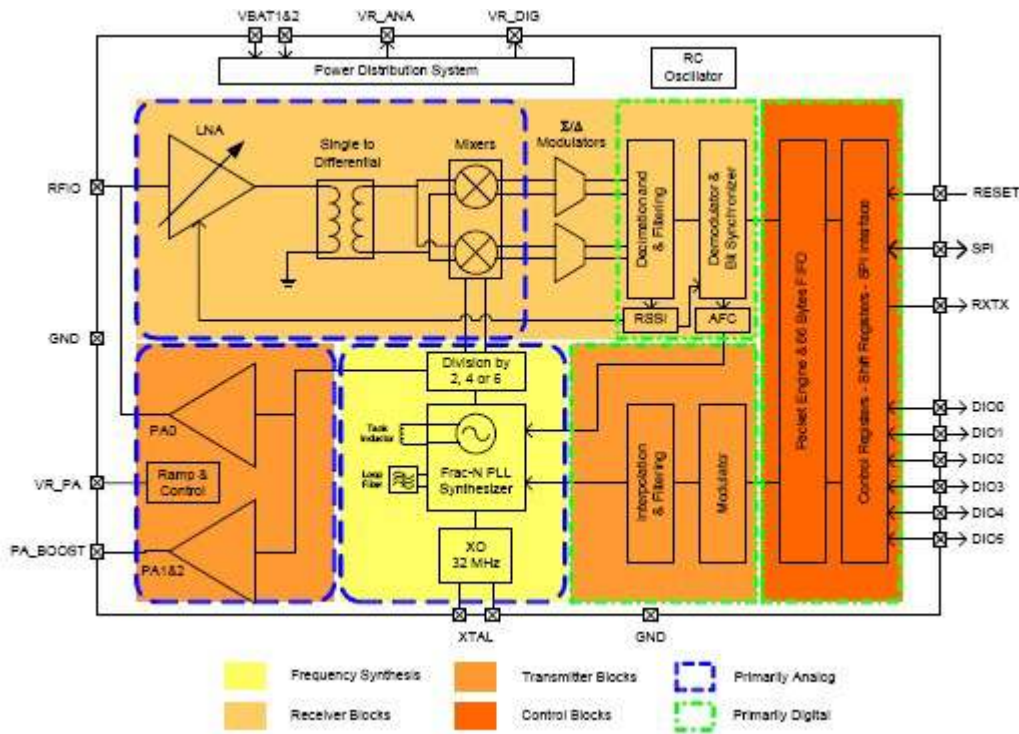 VBAT1&2 VR_ANA VR_DIG
Power Distribution System
RC
Oscillator
LNA
Single to
Differential
Mixers
Σ/Δ
Modulators
RFIO
Decimation and
& Filtering
Demodulator &
Bit Synchronizer
Packet Engine & 66 Bytes FIFO
Control Registers - Shift Registers - SPI Interface
RESET
SPI
RXTX
RSSI
AFC
GND
Division by
2, 4 or 6
PA0
Tank
Inductor
Loop
Filter
Frac-N PLL
Synthesizer
Interpolation
& Filtering
Modulator
Ramp &
Control
VR_PA
PA_BOOST
PA1&2
XO
32 MHz
DIO0
DIO1
DIO2
DIO3
DIO4
DIO5
XTAL
GND
Frequency Synthesis
Transmitter Blocks
Primarily Analog
Receiver Blocks
Control Blocks
Primarily Digital